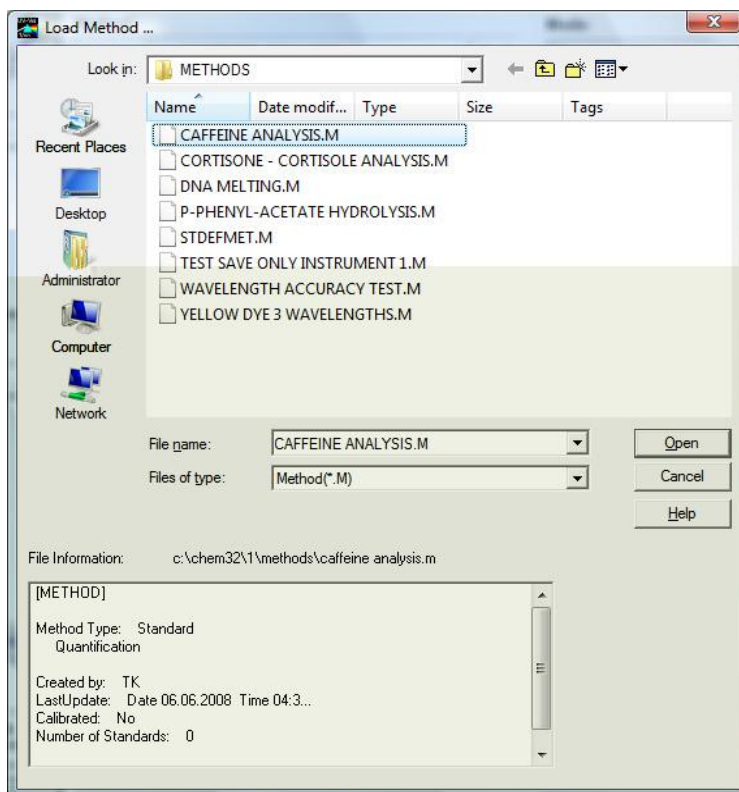 Load Method ...
Look in: METHODS
Name Date modif... Type Size Tags
Recent Places
Desktop
Administrator
Computer
Network
CAFFEINE ANALYSIS.M
CORTISONE - CORTISOLE ANALYSIS.M
DNA MELTING.M
P-PHENYL-ACETATE HYDROLYSIS.M
STDEFMET.M
TEST SAVE ONLY INSTRUMENT 1.M
WAVELENGTH ACCURACY TEST.M
YELLOW DYE 3 WAVELENGTHS.M
File name: CAFFEINE ANALYSIS.M Open
Files of type: Method(*.M) Cancel
Help
File Information: c:\chem32\1\methods\caffeine analysis.m
[METHOD]
Method Type: Standard
Quantification
Created by: TK
LastUpdate: Date 06.06.2008 Time 04:3...
Calibrated: No
Number of Standards: 0